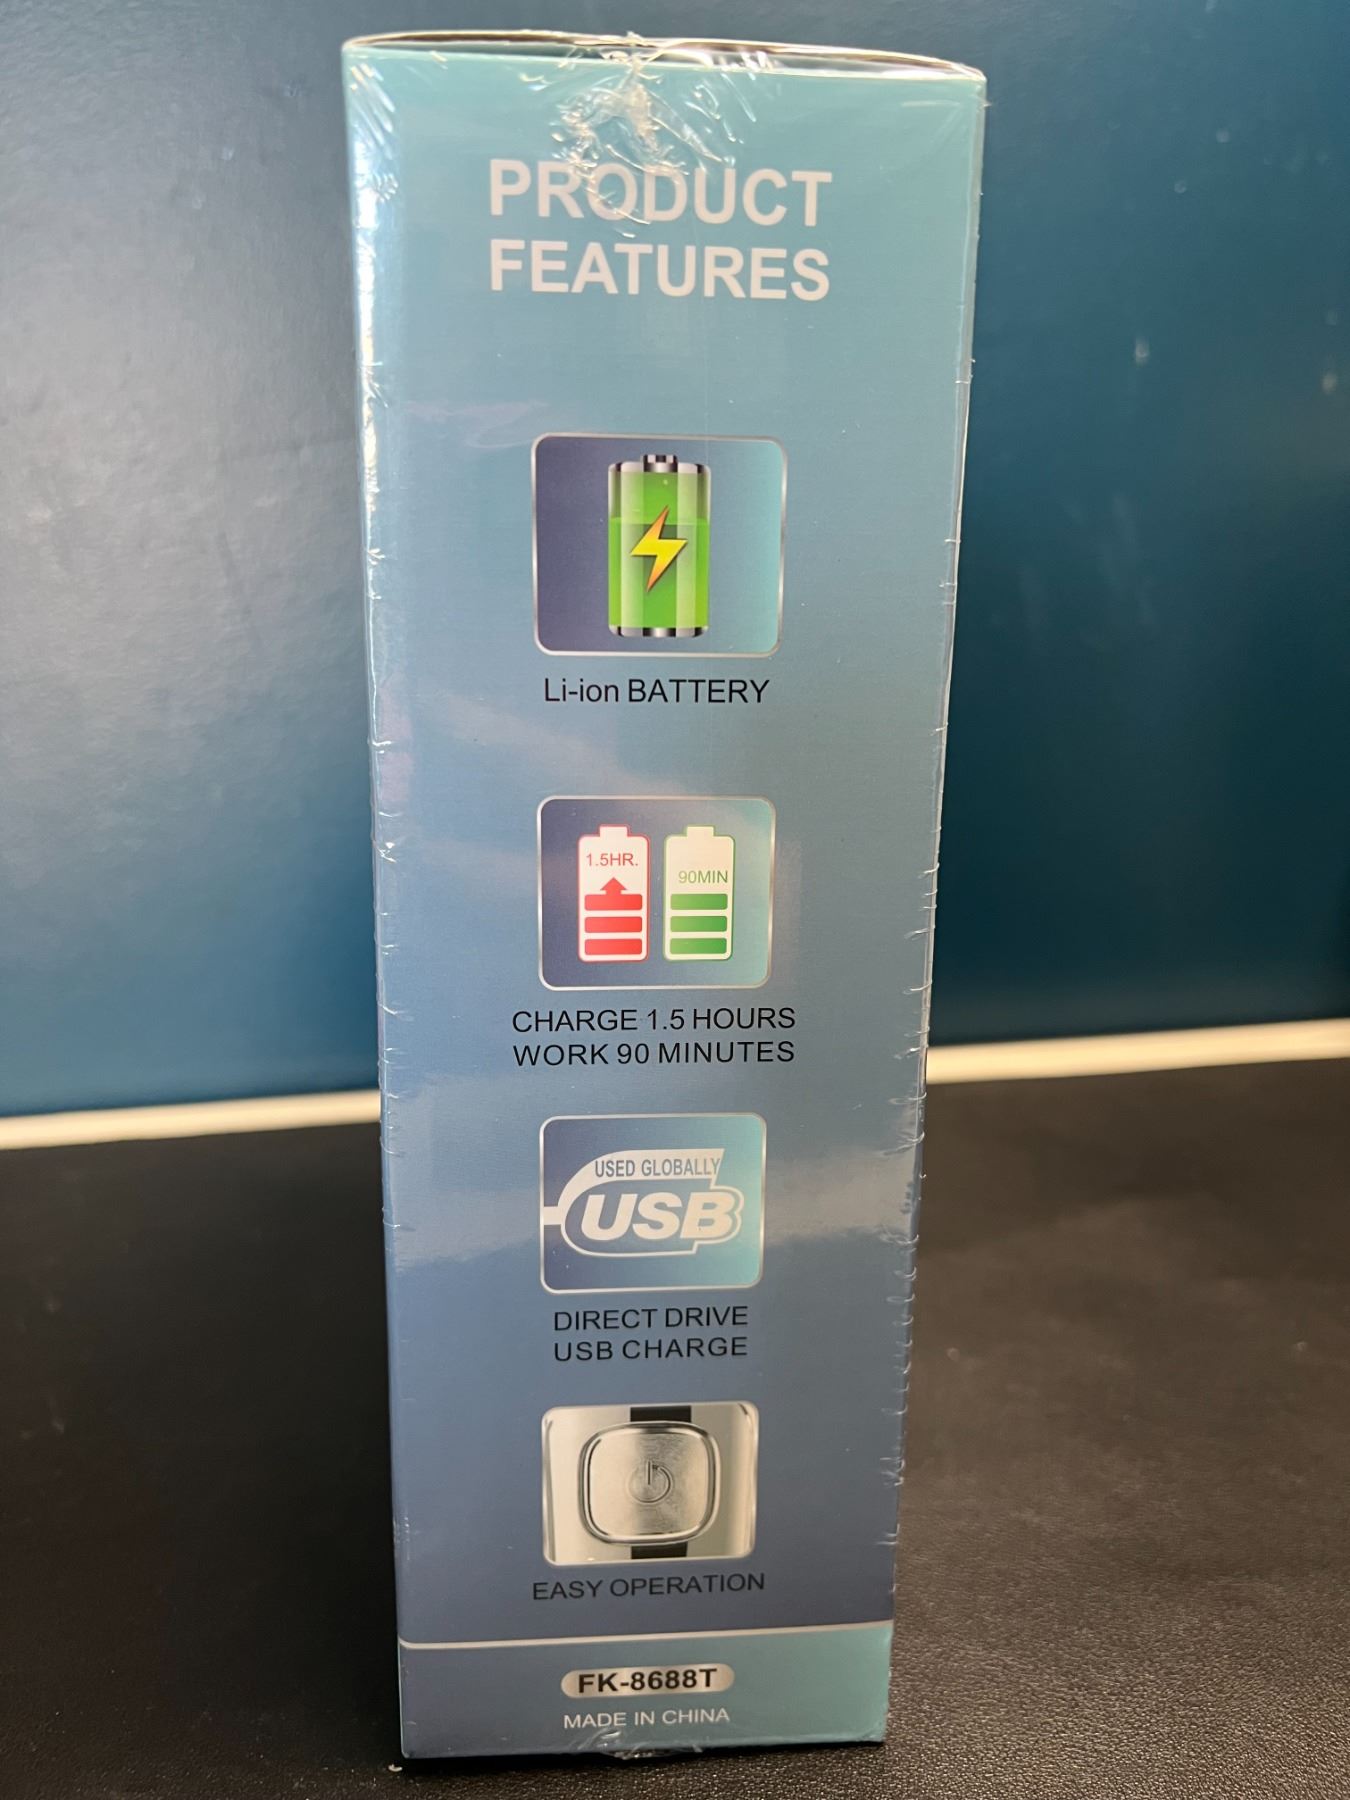 PRODUCT
FEATURES
Li-ion BATTERY
1.5HR.
90MIN
CHARGE 1.5 HOURS
WORK 90 MINUTES
USED GLOBALLY
USB
DIRECT DRIVE
USB CHARGE
EASY OPERATION
FK-8688T
MADE IN CHINA